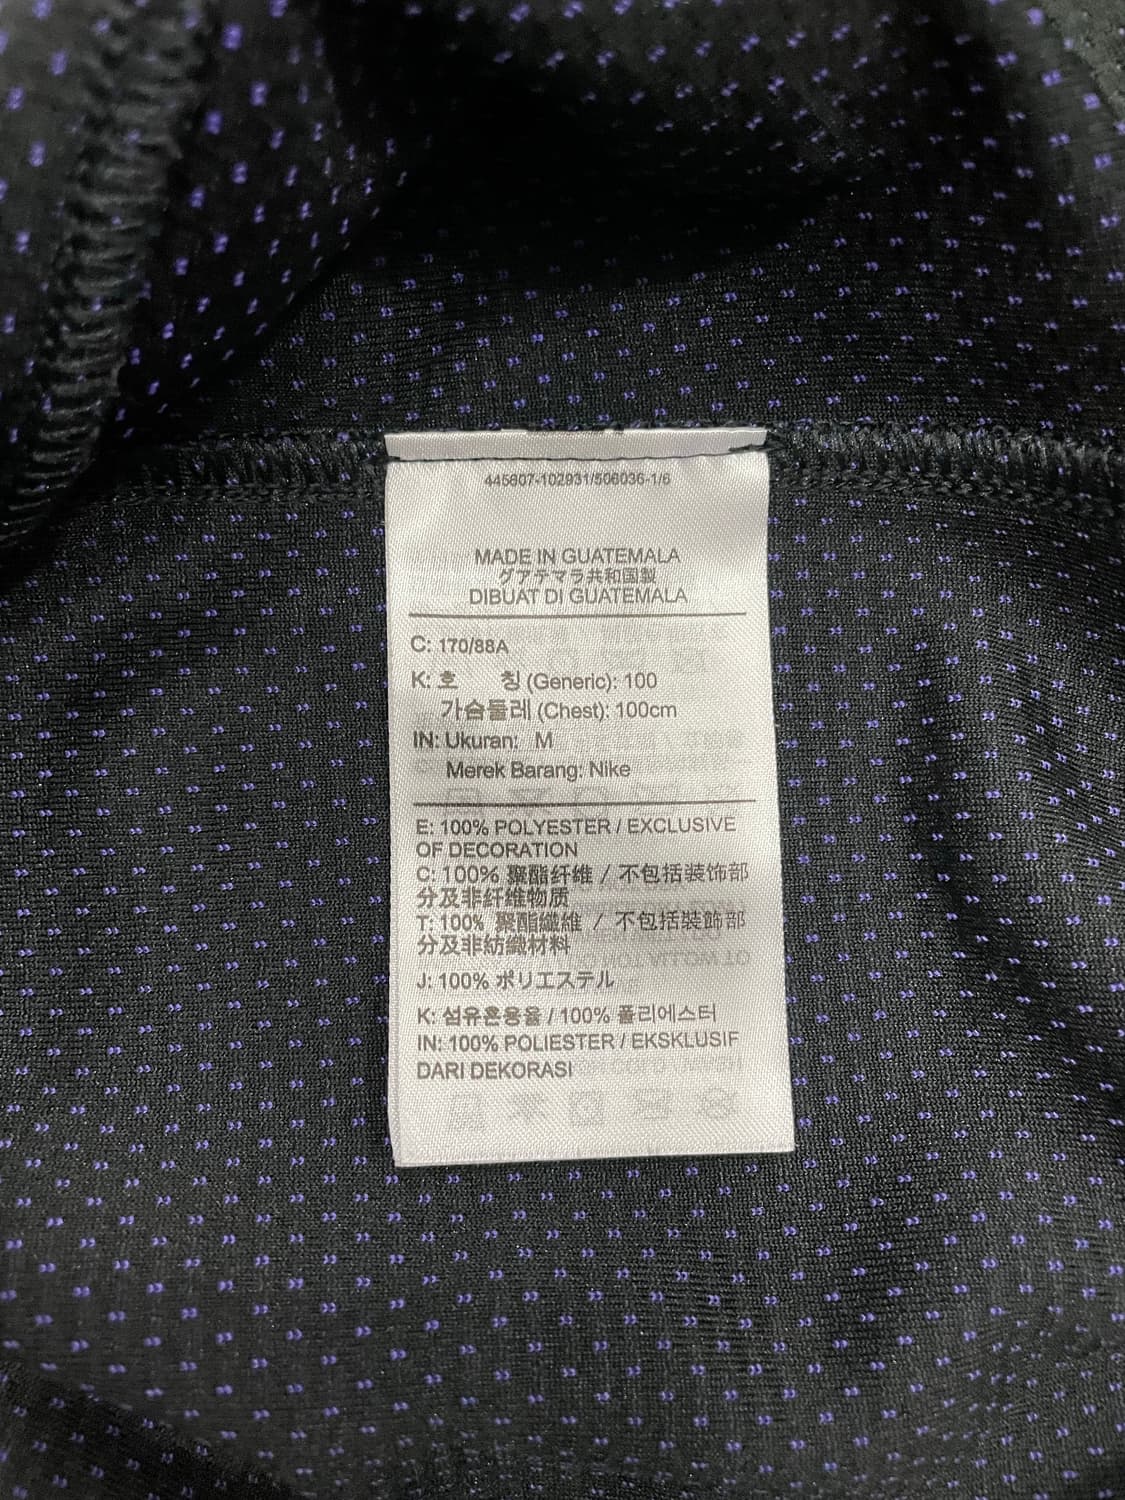 445607-102931/506036-1/6
MADE IN GUATEMALA
グアテマラ共和国製
DIBUAT DI GUATEMALA
C: 170/88A
K: 호 칭 (Generic): 100
가슴둘레 (Chest): 100cm
IN: Ukuran: M
Merek Barang: Nike
E: 100% POLYESTER / EXCLUSIVE
OF DECORATION
C: 100% 聚酯纤维 / 不包括装饰部
分及非纤维物质
T: 100% 聚酯纖維 / 不包括裝飾部
分及非紡織材料
J: 100% ポリエステル
K: 섬유혼용율 / 100% 폴리에스터
IN: 100% POLIESTER / EKSKLUSIF
DARI DEKORASI